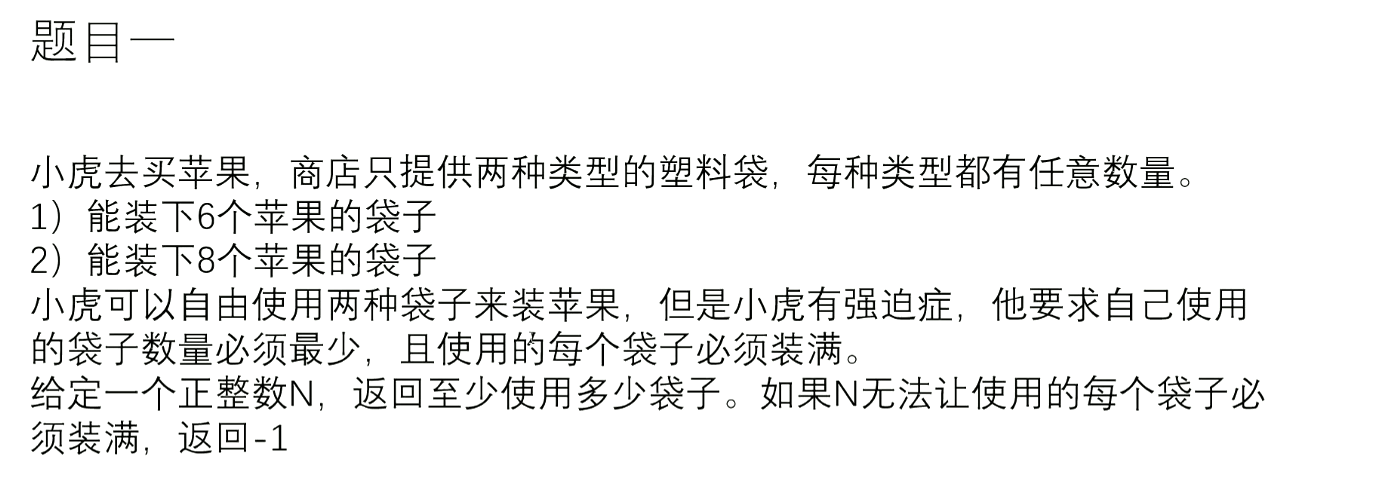 题目一
小虎去买苹果，商店只提供两种类型的塑料袋，每种类型都有任意数量。
1）能装下6个苹果的袋子
2）能装下8个苹果的袋子
小虎可以自由使用两种袋子来装苹果，但是小虎有强迫症，他要求自己使用
的袋子数量必须最少，且使用的每个袋子必须装满。
给定一个正整数N，返回至少使用多少袋子。如果N无法让使用的每个袋子必
须装满，返回-1